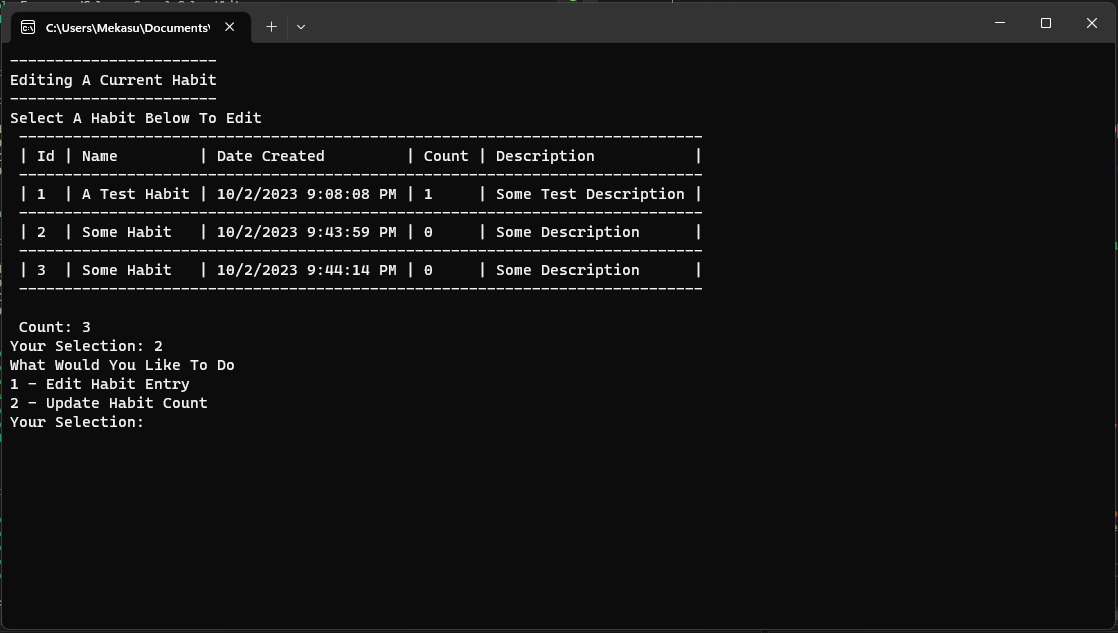 C:\Users\Mekasu\Documents\
-----------------------
Editing A Current Habit
-----------------------
Select A Habit Below To Edit
 ----------------------------------------------------------------------------
 | Id | Name         | Date Created         | Count | Description           |
 ----------------------------------------------------------------------------
 | 1  | A Test Habit | 10/2/2023 9:08:08 PM | 1     | Some Test Description |
 ----------------------------------------------------------------------------
 | 2  | Some Habit   | 10/2/2023 9:43:59 PM | 0     | Some Description      |
 ----------------------------------------------------------------------------
 | 3  | Some Habit   | 10/2/2023 9:44:14 PM | 0     | Some Description      |
 ----------------------------------------------------------------------------
 Count: 3
Your Selection: 2
What Would You Like To Do
1 - Edit Habit Entry
2 - Update Habit Count
Your Selection: